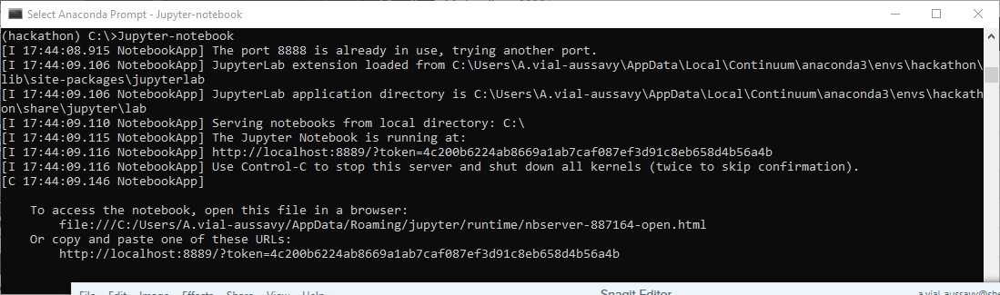 Select Anaconda Prompt - Jupyter-notebook
(hackathon) C:\>Jupyter-notebook
[I 17:44:08.915 NotebookApp] The port 8888 is already in use, trying another port.
[I 17:44:09.106 NotebookApp] JupyterLab extension loaded from C:\Users\A.vial-aussavy\AppData\Local\Continuum\anaconda3\envs\hackathon\
lib\site-packages\jupyterlab
[I 17:44:09.106 NotebookApp] JupyterLab application directory is C:\Users\A.vial-aussavy\AppData\Local\Continuum\anaconda3\envs\hackath
on\share\jupyter\lab
[I 17:44:09.110 NotebookApp] Serving notebooks from local directory: C:\
[I 17:44:09.115 NotebookApp] The Jupyter Notebook is running at:
[I 17:44:09.116 NotebookApp] http://localhost:8889/?token=4c200b6224ab8669a1ab7caf087ef3d91c8eb658d4b56a4b
[I 17:44:09.116 NotebookApp] Use Control-C to stop this server and shut down all kernels (twice to skip confirmation).
[C 17:44:09.146 NotebookApp]
To access the notebook, open this file in a browser:
file:///C:/Users/A.vial-aussavy/AppData/Roaming/jupyter/runtime/nbserver-887164-open.html
Or copy and paste one of these URLs:
http://localhost:8889/?token=4c200b6224ab8669a1ab7caf087ef3d91c8eb658d4b56a4b
File Edit Image Effects Share View Help Snagit Editor